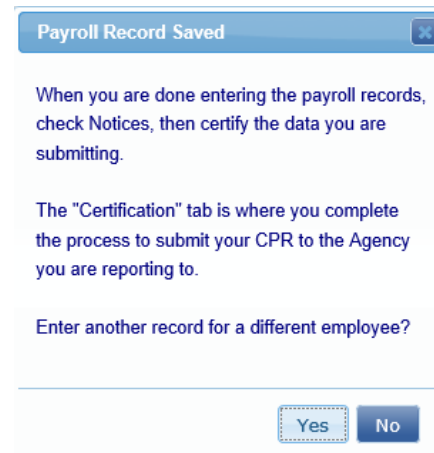 Payroll Record Saved
When you are done entering the payroll records,
check Notices, then certify the data you are
submitting.
The "Certification" tab is where you complete
the process to submit your CPR to the Agency
you are reporting to.
Enter another record for a different employee?
Yes No